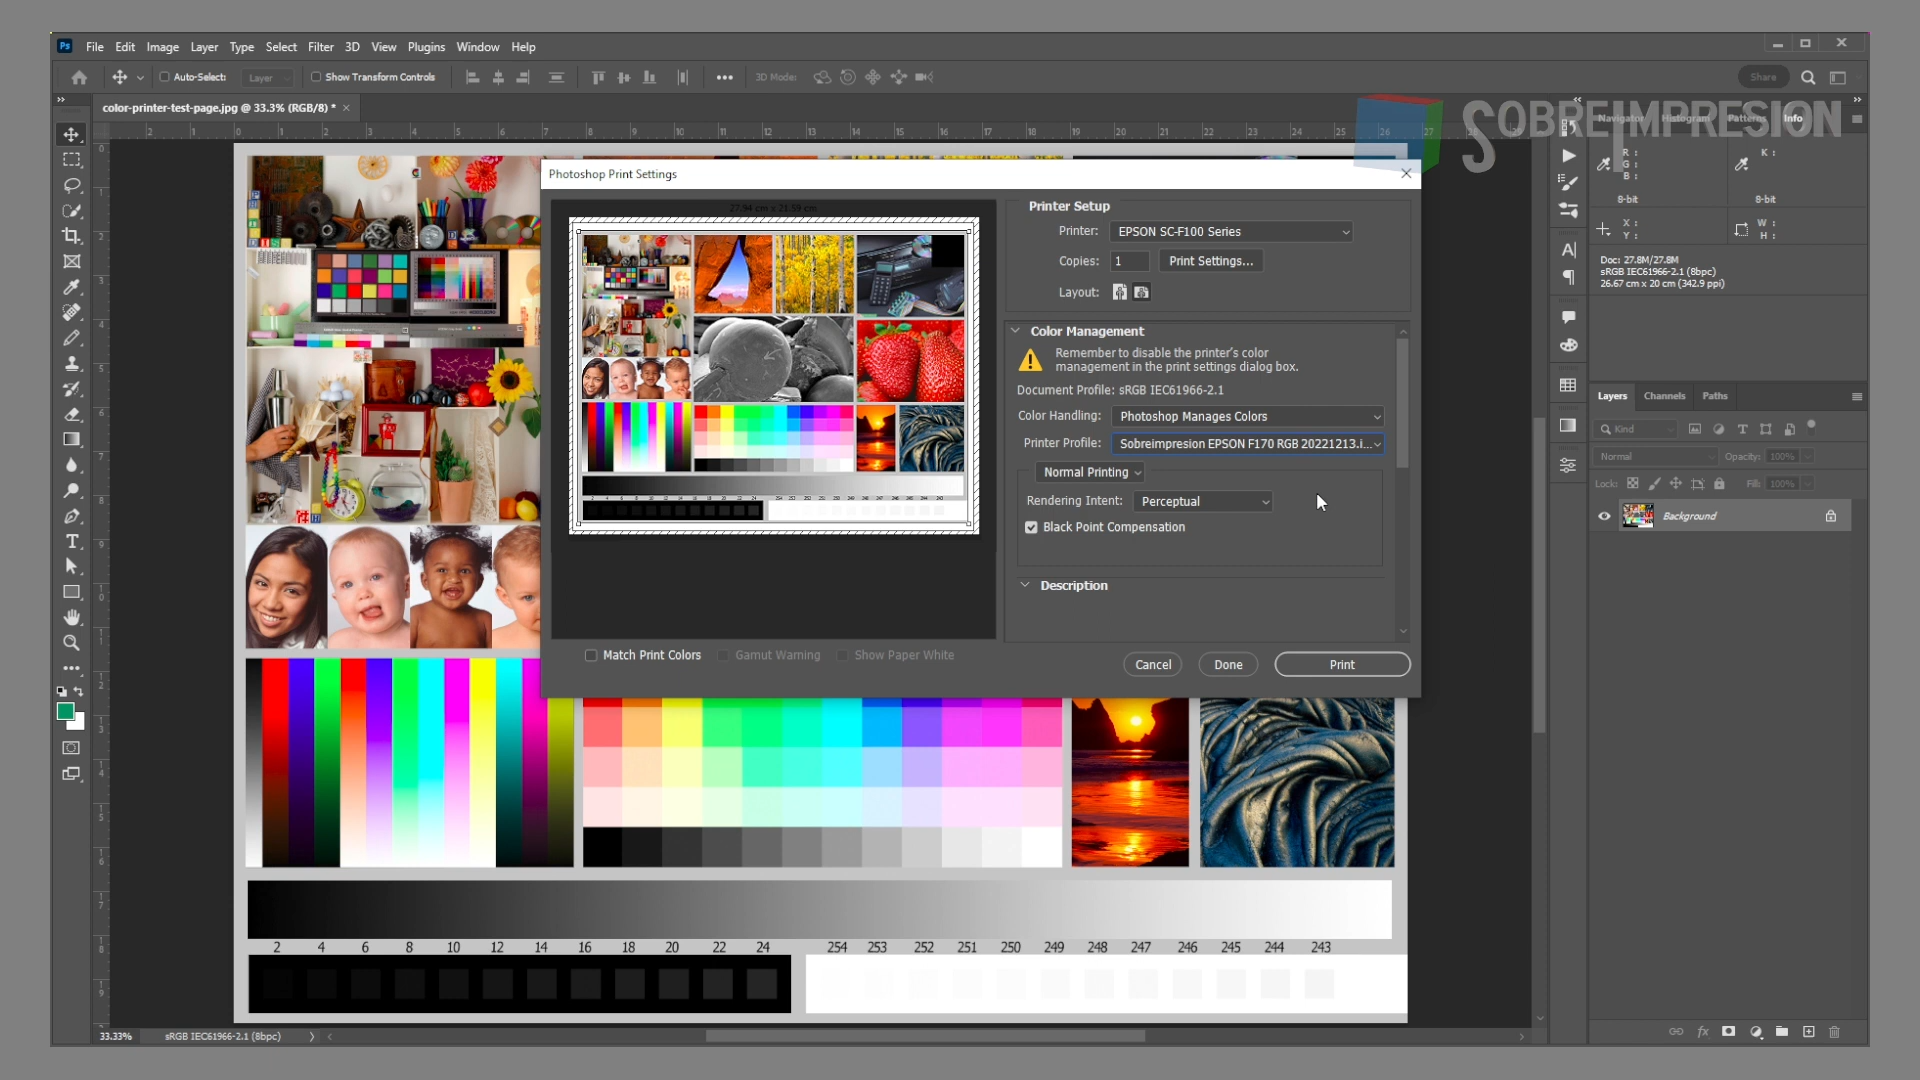 Ps File Edit Image Layer Type Select Filter 3D View Plugins Window Help
Auto-Select: Layer Show Transform Controls 3D Mode: Share
color-printer-test-page.jpg @ 33.3% (RGB/8) *
SOBREIMPRESION
Navigator Histogram Patterns Info
R :
G :
B :
K :
8-bit 8-bit
X :
Y :
W :
H :
Doc: 27.8M/27.8M
sRGB IEC61966-2.1 (8bpc)
26.67 cm x 20 cm (342.9 ppi)
Photoshop Print Settings
27.94 cm x 21.59 cm
Printer Setup
Printer: EPSON SC-F100 Series
Copies: 1 Print Settings...
Layout:
Color Management
Remember to disable the printer's color
management in the print settings dialog box.
Document Profile: sRGB IEC61966-2.1
Color Handling: Photoshop Manages Colors
Printer Profile: Sobreimpresion EPSON F170 RGB 20221213.i...
Normal Printing
Rendering Intent: Perceptual
Black Point Compensation
Description
Match Print Colors Gamut Warning Show Paper White
Cancel Done Print
Layers Channels Paths
Kind
Normal Opacity: 100%
Lock: Fill: 100%
Background
2 4 6 8 10 12 14 16 18 20 22 24 254 253 252 251 250 249 248 247 246 245 244 243
33.33% sRGB IEC61966-2.1 (8bpc)